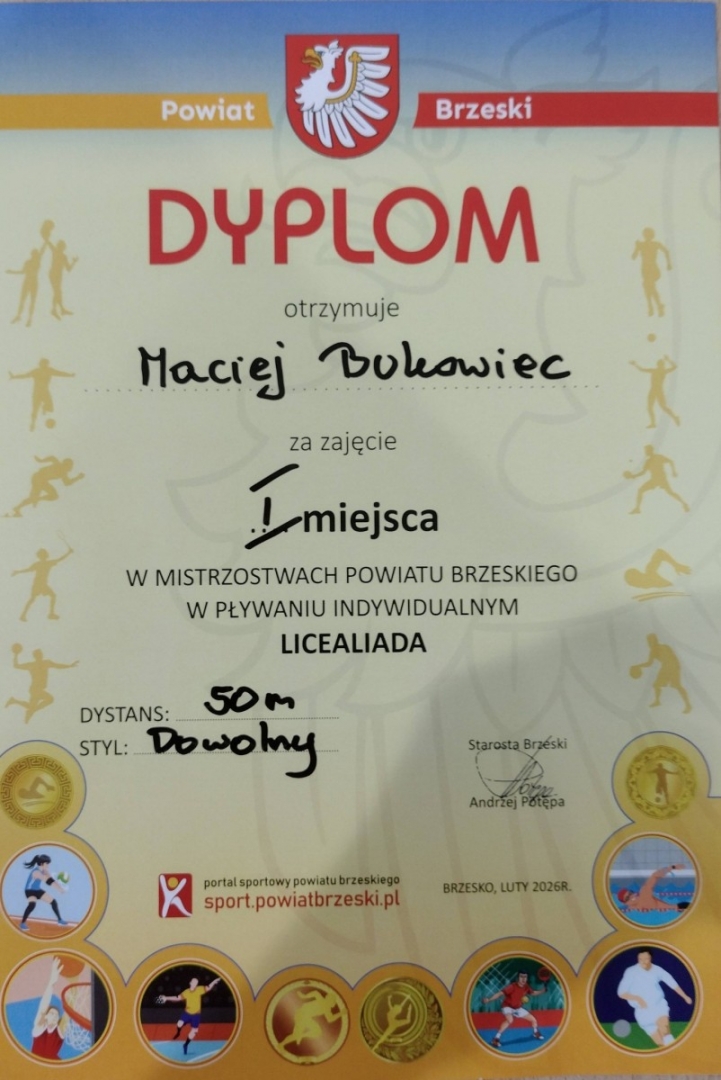 Powiat Brzeski
DYPLOM
otrzymuje
Maciej Bukowiec
za zajęcie
I miejsca
W MISTRZOSTWACH POWIATU BRZESKIEGO
W PŁYWANIU INDYWIDUALNYM
LICEALIADA
DYSTANS: 50m
STYL: Dowolny
Starosta Brzeski
Andrzej Potępa
portal sportowy powiatu brzeskiego
sport.powiatbrzeski.pl
BRZESKO, LUTY 2026R.